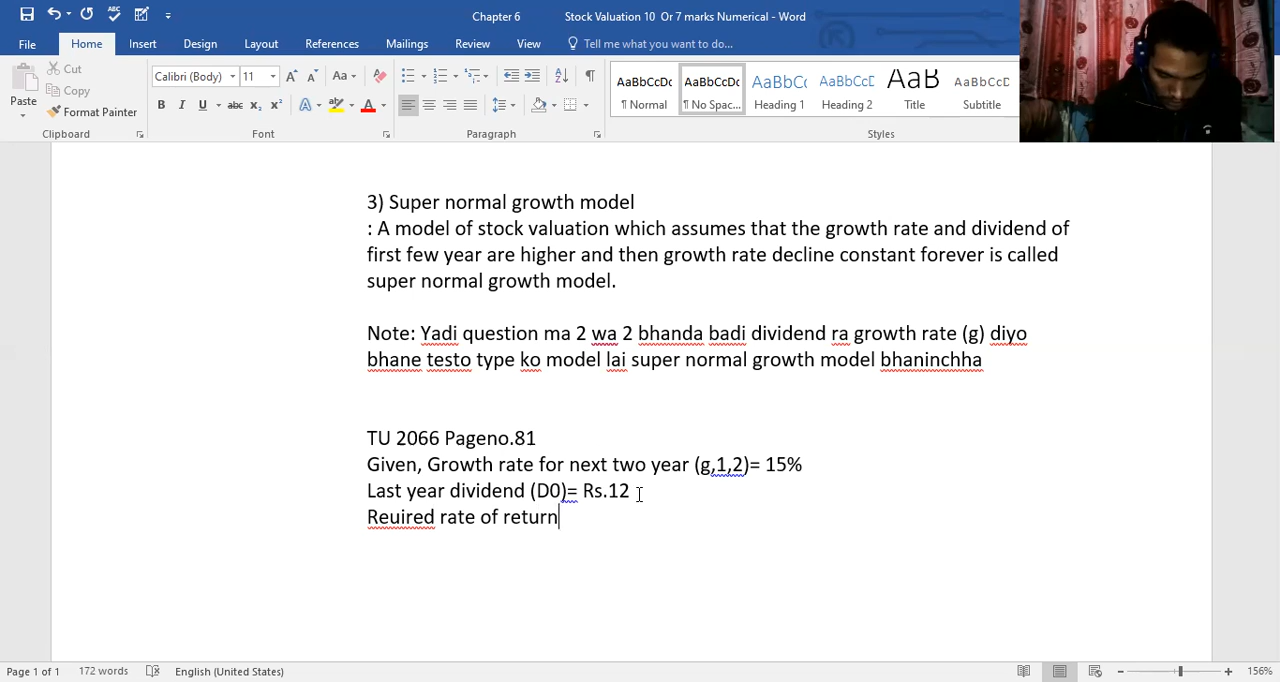 Chapter 6 Stock Valuation 10 Or 7 marks Numerical - Word
File Home Insert Design Layout References Mailings Review View Tell me what you want to do...
Paste
Cut
Copy
Format Painter
Calibri (Body) 11
AaBbCcDc AaBbCcDc AaBbCc AaBbCcD AaB AaBbCcD
¶ Normal ¶ No Spac... Heading 1 Heading 2 Title Subtitle
Clipboard Font Paragraph Styles
3) Super normal growth model
: A model of stock valuation which assumes that the growth rate and dividend of
first few year are higher and then growth rate decline constant forever is called
super normal growth model.
Note: Yadi question ma 2 wa 2 bhanda badi dividend ra growth rate (g) diyo
bhane testo type ko model lai super normal growth model bhaninchha
TU 2066 Pageno.81
Given, Growth rate for next two year (g,1,2)= 15%
Last year dividend (D0)= Rs.12
Reuired rate of return
Page 1 of 1 172 words English (United States) 156%